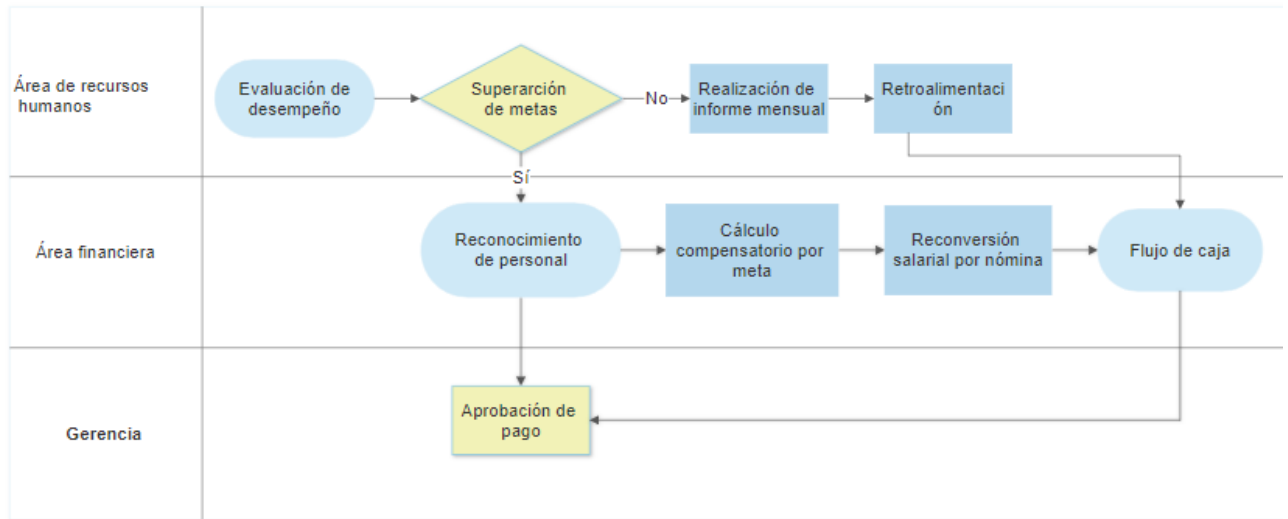 Área de recursos
humanos
Evaluación de
desempeño
Superarción
de metas
No
Realización de
informe mensual
Retroalimentaci
ón
Sí
Área financiera
Reconocimiento
de personal
Cálculo
compensatorio por
meta
Reconversión
salarial por nómina
Flujo de caja
Gerencia
Aprobación de
pago